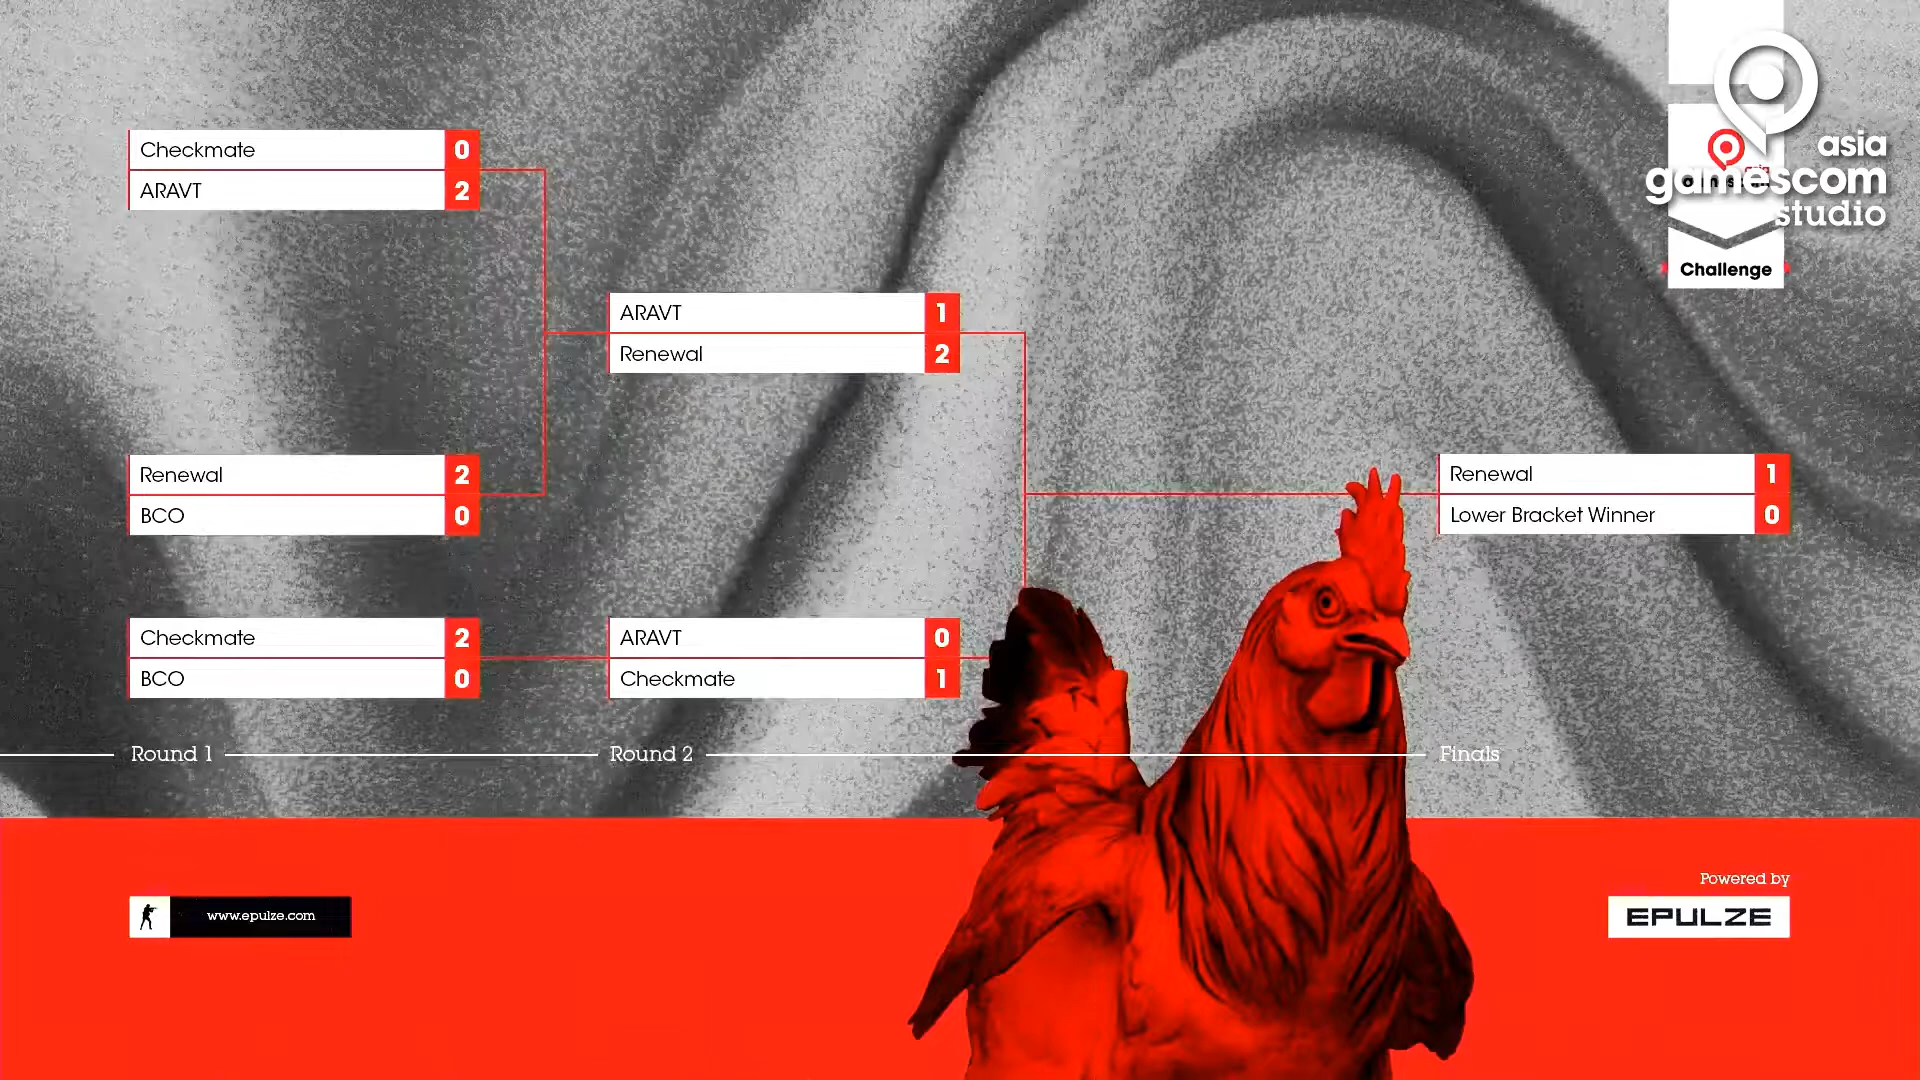 Checkmate 0
ARAVT 2
Renewal 2
BCO 0
Checkmate 2
BCO 0
ARAVT 1
Renewal 2
ARAVT 0
Checkmate 1
Renewal 1
Lower Bracket Winner 0
Round 1
Round 2
Finals
asia
gamescom
studio
Challenge
www.epulze.com
Powered by
EPULZE